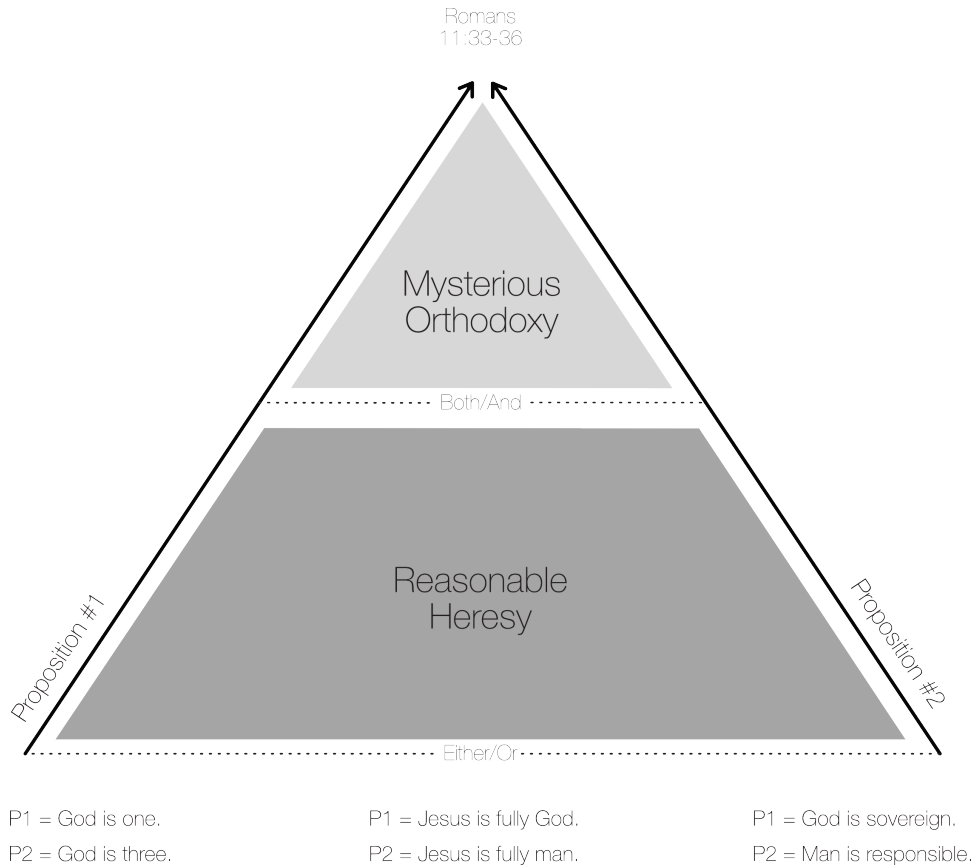 Romans
11:33-36
Mysterious
Orthodoxy
Both/And
Reasonable
Heresy
Proposition #1
Proposition #2
Either/Or
P1 = God is one.
P2 = God is three.
P1 = Jesus is fully God.
P2 = Jesus is fully man.
P1 = God is sovereign.
P2 = Man is responsible.